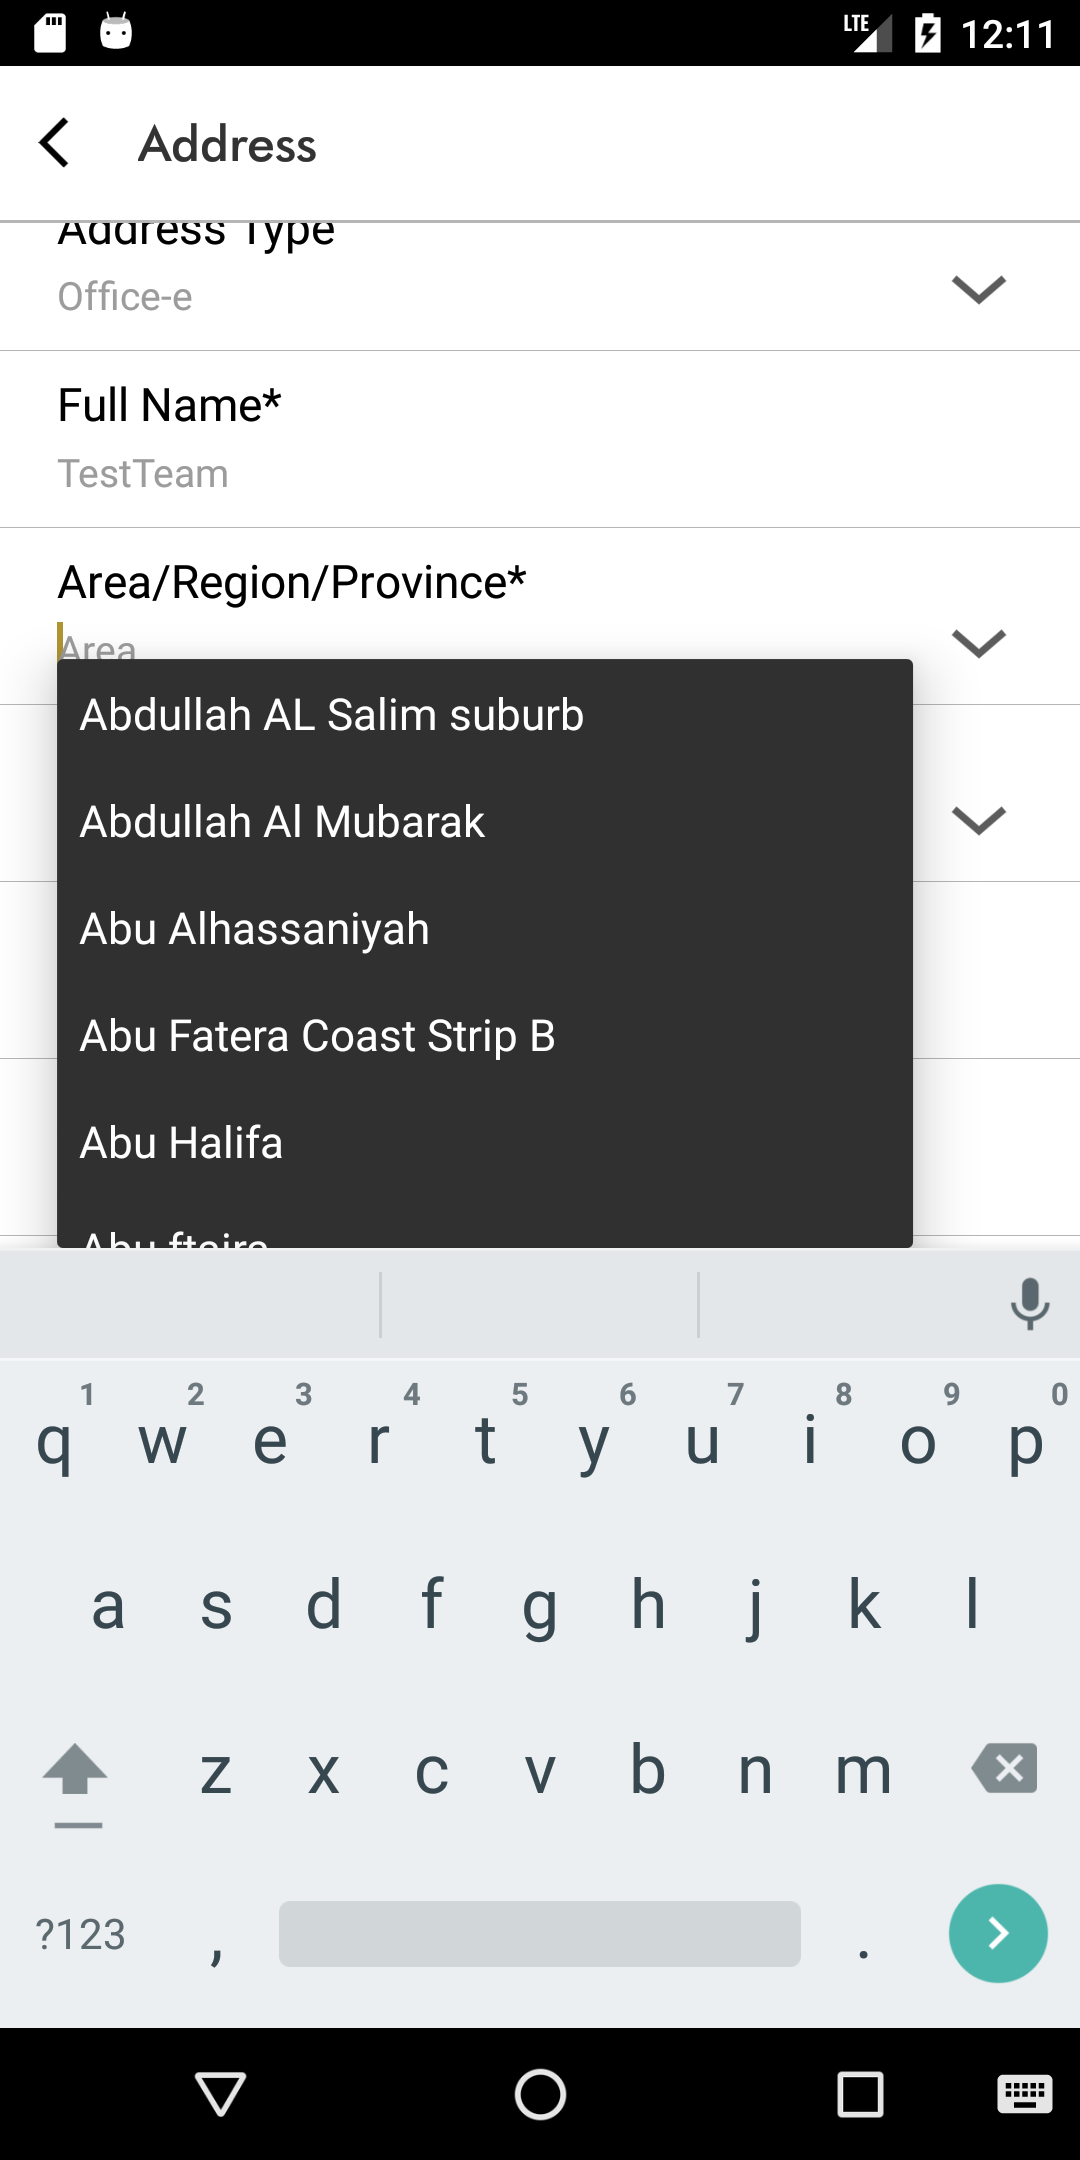 LTE 12:11
Address
Address Type
Office-e
Full Name*
TestTeam
Area/Region/Province*
Area
Abdullah AL Salim suburb
Abdullah Al Mubarak
Abu Alhassaniyah
Abu Fatera Coast Strip B
Abu Halifa
Abu ftaira
1 2 3 4 5 6 7 8 9 0
q w e r t y u i o p
a s d f g h j k l
z x c v b n m
?123 , .